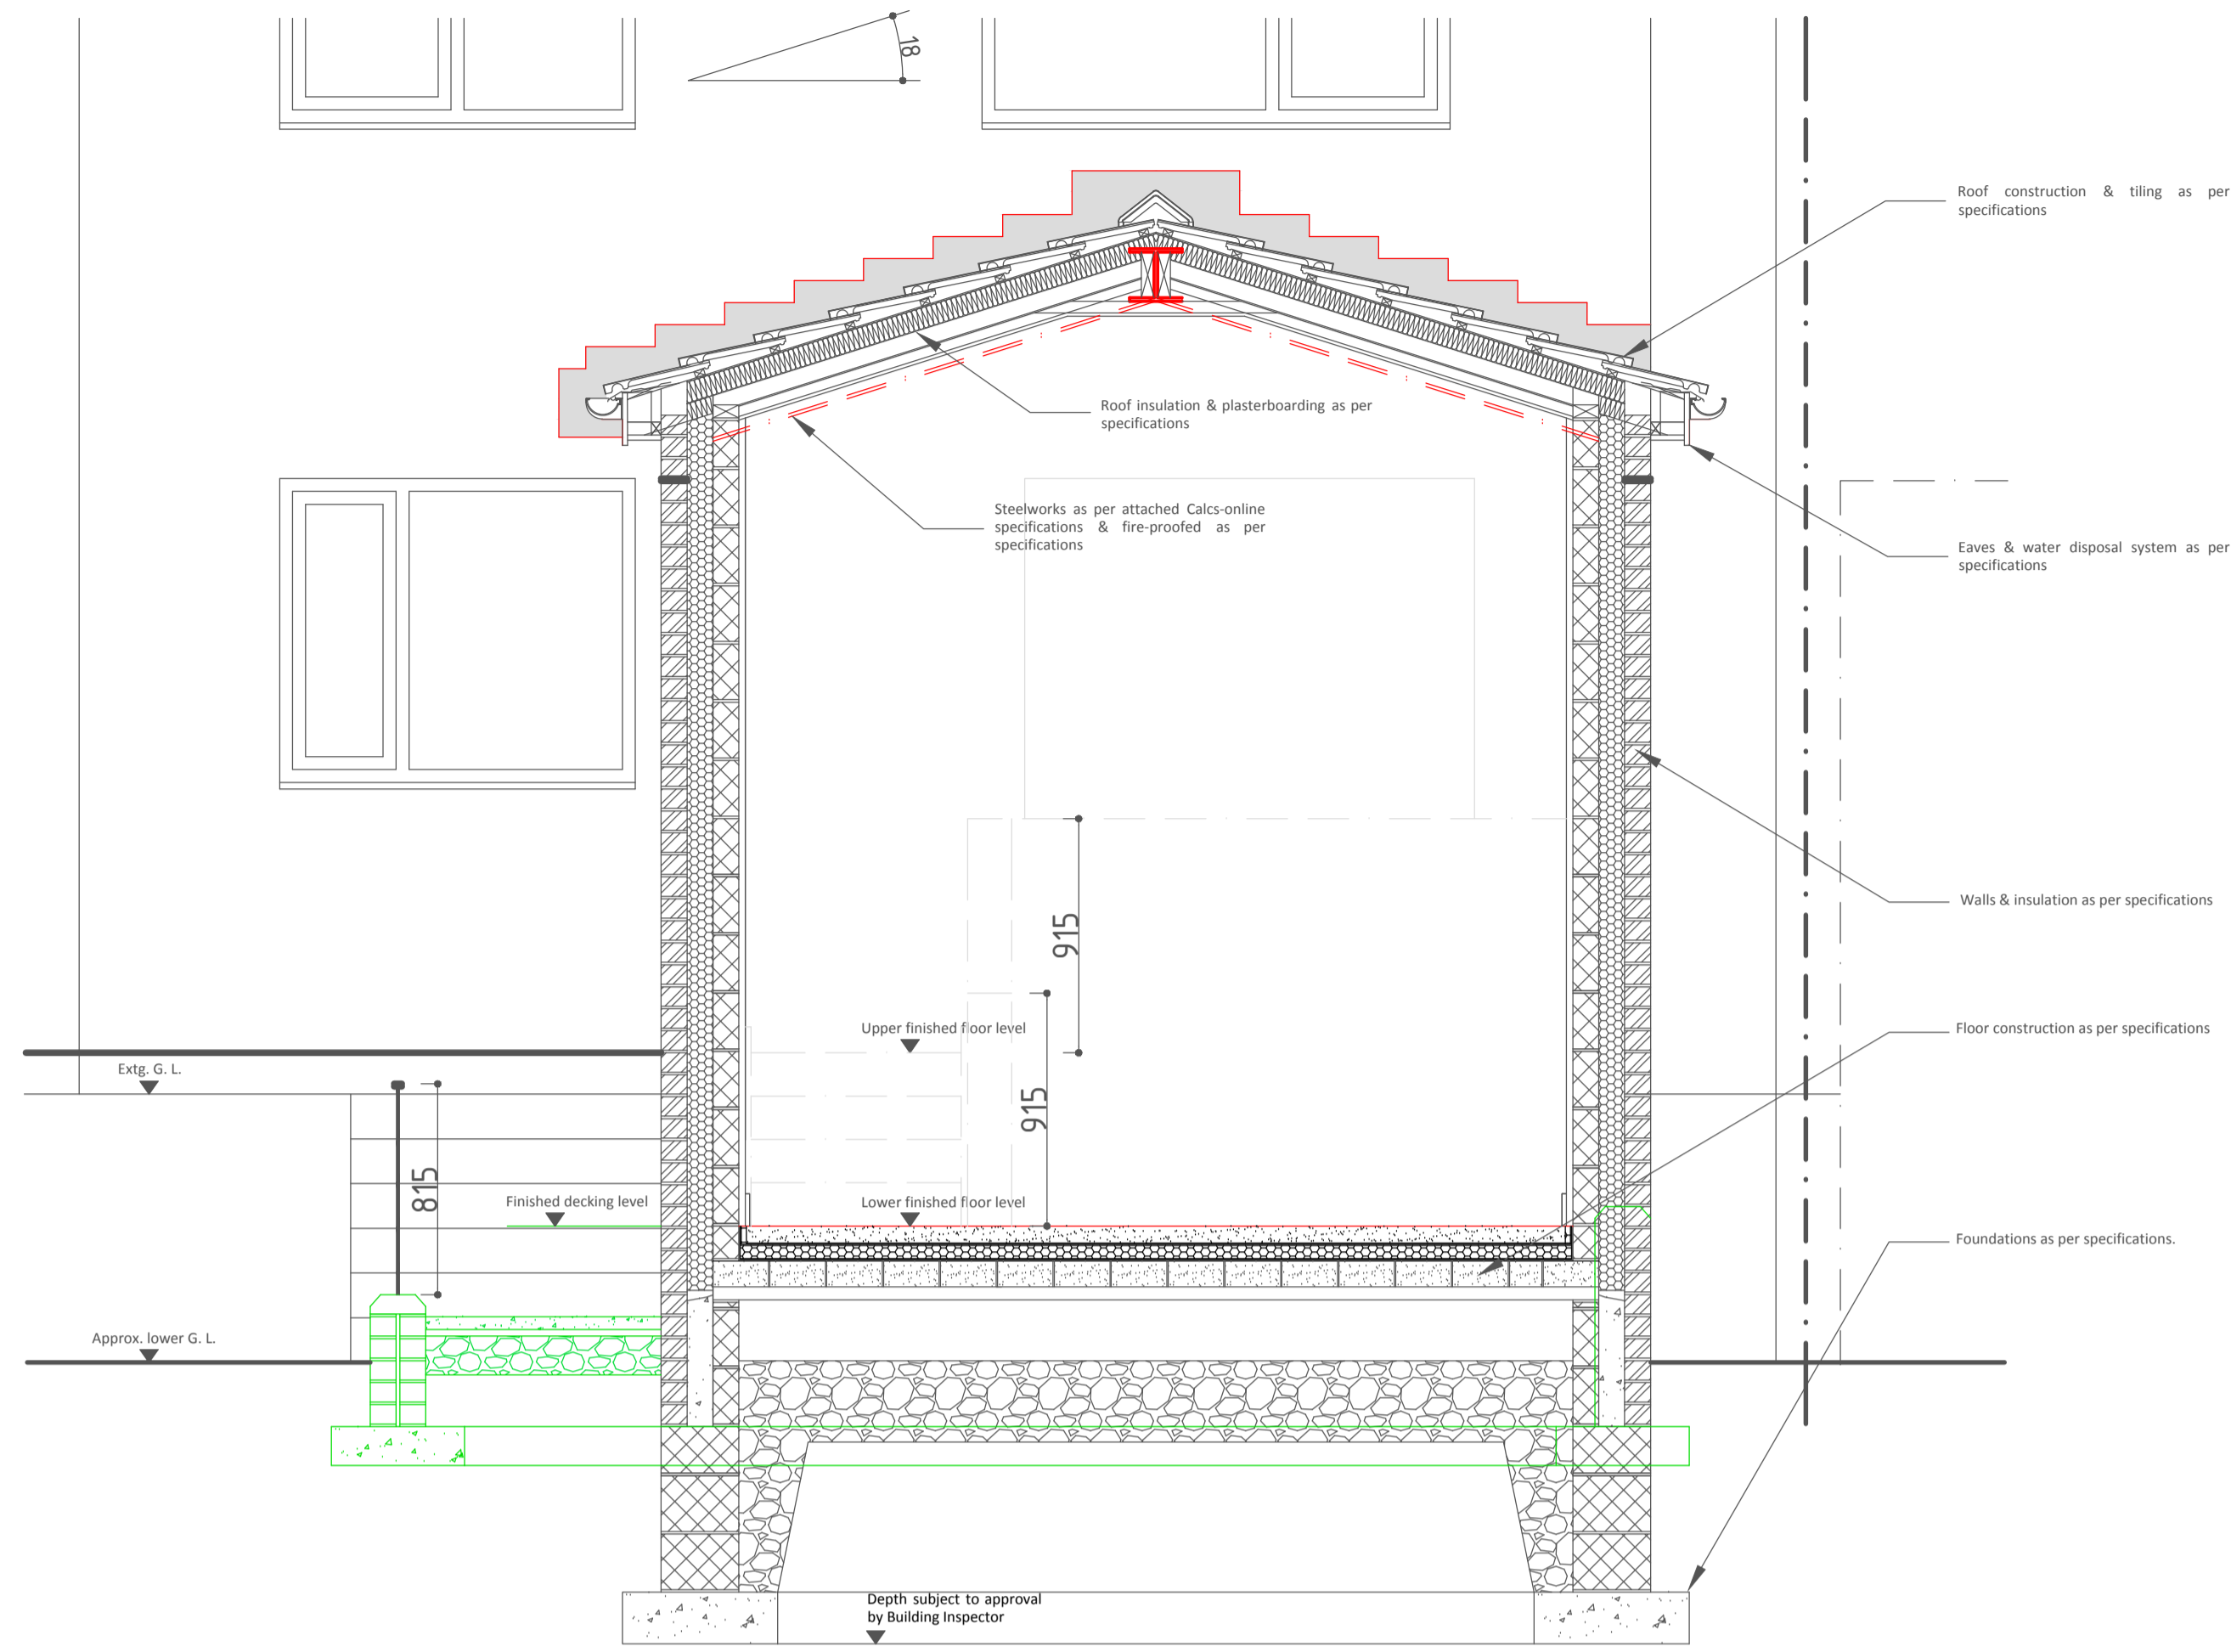 18
Roof construction & tiling as per
specifications
Roof insulation & plasterboarding as per
specifications
Steelworks as per attached Calcs-online
specifications & fire-proofed as per
specifications
Eaves & water disposal system as per
specifications
Walls & insulation as per specifications
915
Upper finished floor level
Floor construction as per specifications
Extg. G. L.
915
815
Finished decking level
Lower finished floor level
Foundations as per specifications.
Approx. lower G. L.
Depth subject to approval
by Building Inspector